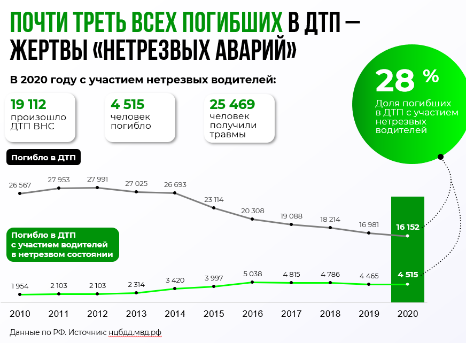 ПОЧТИ ТРЕТЬ ВСЕХ ПОГИБШИХ В ДТП –
ЖЕРТВЫ «НЕТРЕЗВЫХ АВАРИЙ»
В 2020 году с участием нетрезвых водителей:
19 112
произошло
ДТП ВНС
4 515
человек
погибло
25 469
человек
получили
травмы
28 %
Доля погибших
в ДТП с участием
нетрезвых
водителей
Погибло в ДТП
26 567
27 953
27 991
27 025
26 693
23 114
20 308
19 088
18 214
16 981
16 152
Погибло в ДТП
с участием водителей
в нетрезвом состоянии
1 954
2 103
2 103
2 314
3 420
3 997
5 038
4 815
4 786
4 465
4 515
2010 2011 2012 2013 2014 2015 2016 2017 2018 2019 2020
Данные по РФ. Источник: нцбдд.мвд.рф